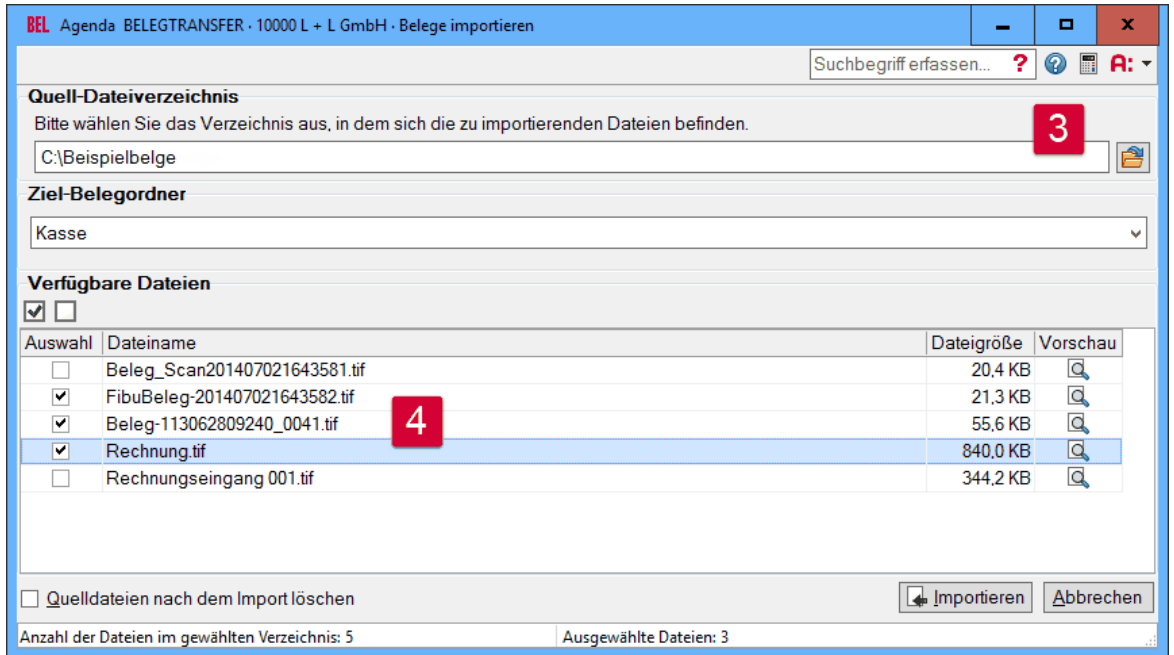 BEL Agenda BELEGTRANSFER · 10000 L + L GmbH · Belege importieren
Suchbegriff erfassen... ? A:
Quell-Dateiverzeichnis
Bitte wählen Sie das Verzeichnis aus, in dem sich die zu importierenden Dateien befinden.
3
C:\Beispielbelge
Ziel-Belegordner
Kasse
Verfügbare Dateien
Auswahl Dateiname Dateigröße Vorschau
Beleg_Scan201407021643581.tif 20,4 KB
FibuBeleg-201407021643582.tif 21,3 KB
Beleg-113062809240_0041.tif 55,6 KB
4
Rechnung.tif 840,0 KB
Rechnungseingang 001.tif 344,2 KB
Quelldateien nach dem Import löschen Importieren Abbrechen
Anzahl der Dateien im gewählten Verzeichnis: 5 Ausgewählte Dateien: 3